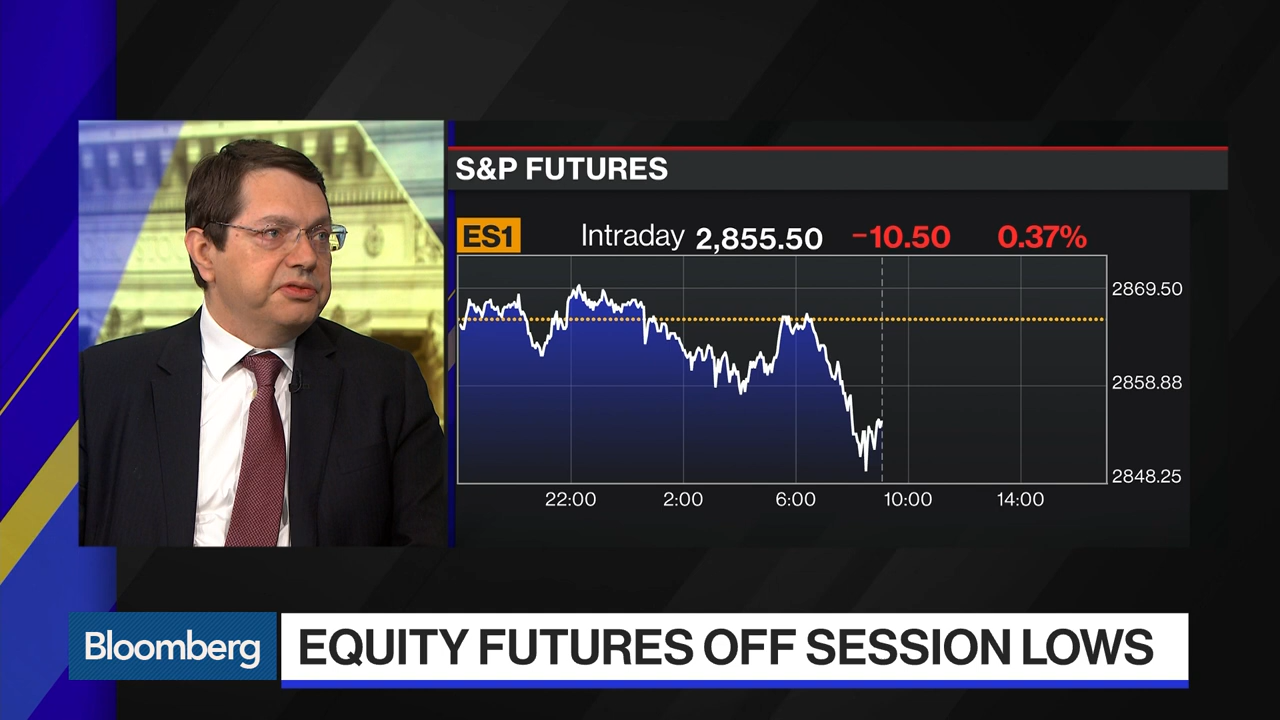 S&P FUTURES
ES1 Intraday 2,855.50 −10.50 0.37%
2869.50
2858.88
2848.25
22:00 2:00 6:00 10:00 14:00
Bloomberg EQUITY FUTURES OFF SESSION LOWS